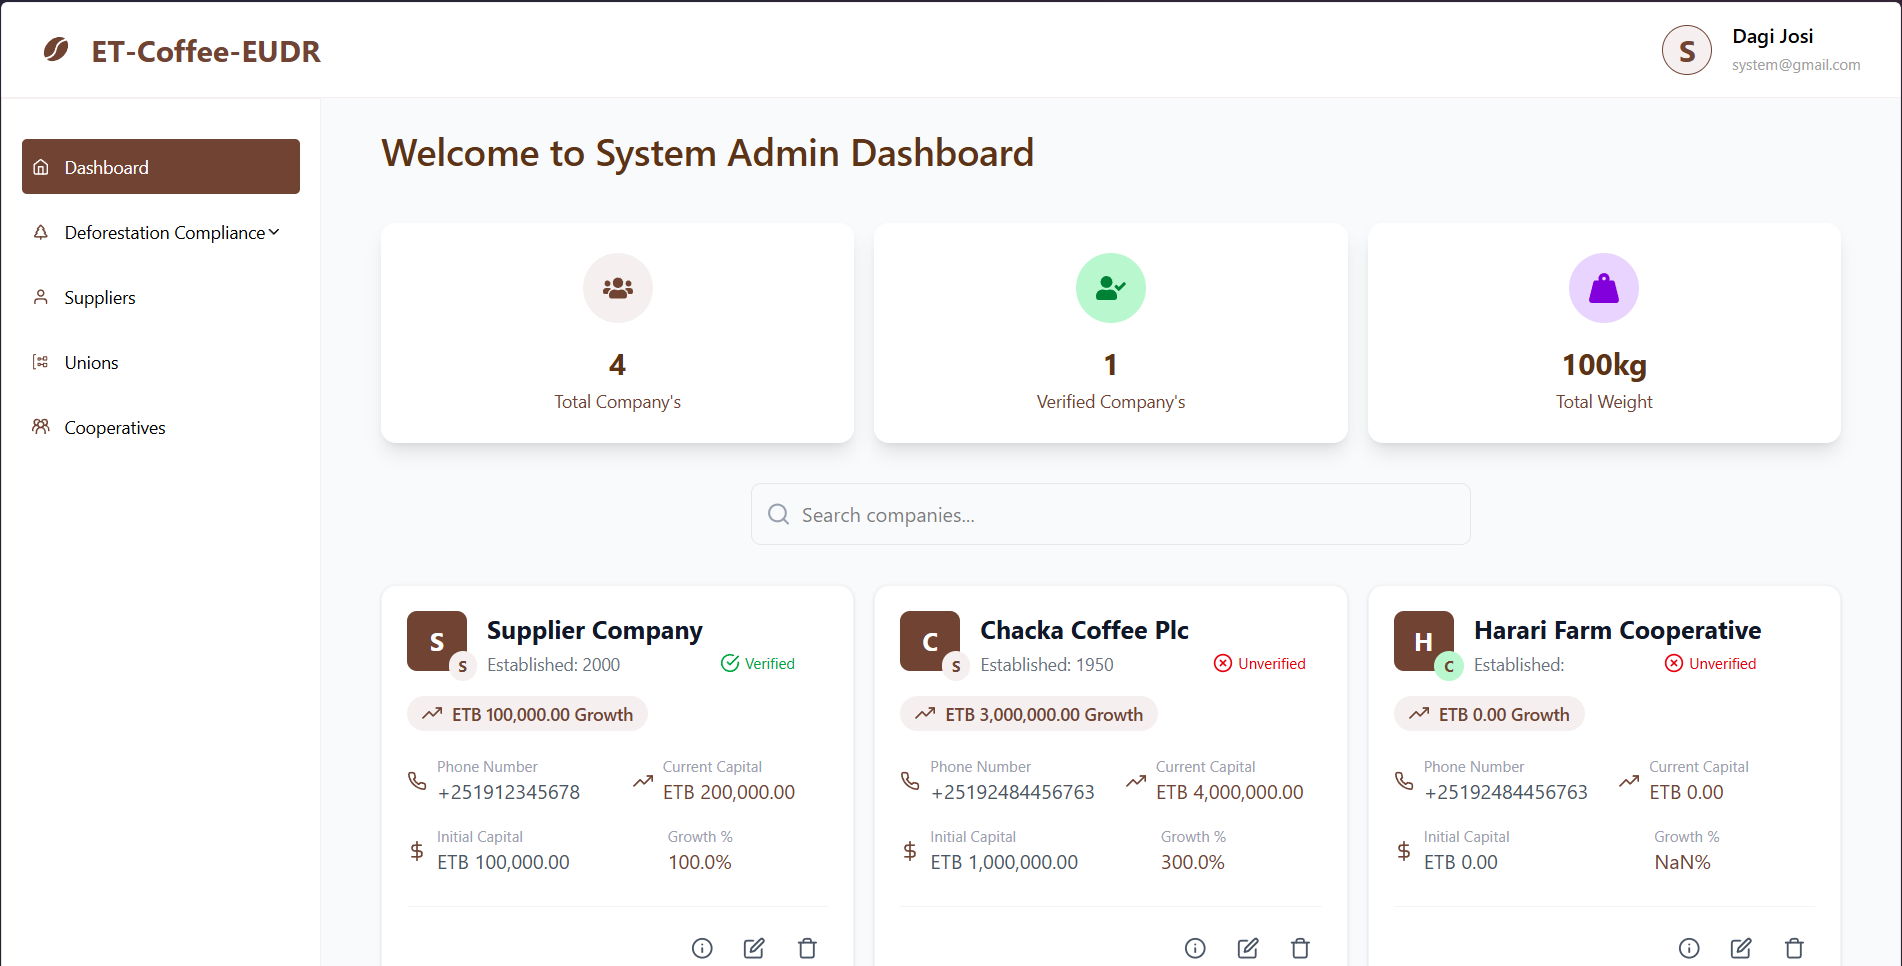 ET-Coffee-EUDR
S
Dagi Josi
system@gmail.com
Dashboard
Deforestation Compliance
Suppliers
Unions
Cooperatives
Welcome to System Admin Dashboard
4
Total Company's
1
Verified Company's
100kg
Total Weight
Search companies...
S
S
Supplier Company
Established: 2000
Verified
ETB 100,000.00 Growth
Phone Number
+251912345678
Current Capital
ETB 200,000.00
Initial Capital
ETB 100,000.00
Growth %
100.0%
C
S
Chacka Coffee Plc
Established: 1950
Unverified
ETB 3,000,000.00 Growth
Phone Number
+25192484456763
Current Capital
ETB 4,000,000.00
Initial Capital
ETB 1,000,000.00
Growth %
300.0%
H
C
Harari Farm Cooperative
Established:
Unverified
ETB 0.00 Growth
Phone Number
+25192484456763
Current Capital
ETB 0.00
Initial Capital
ETB 0.00
Growth %
NaN%